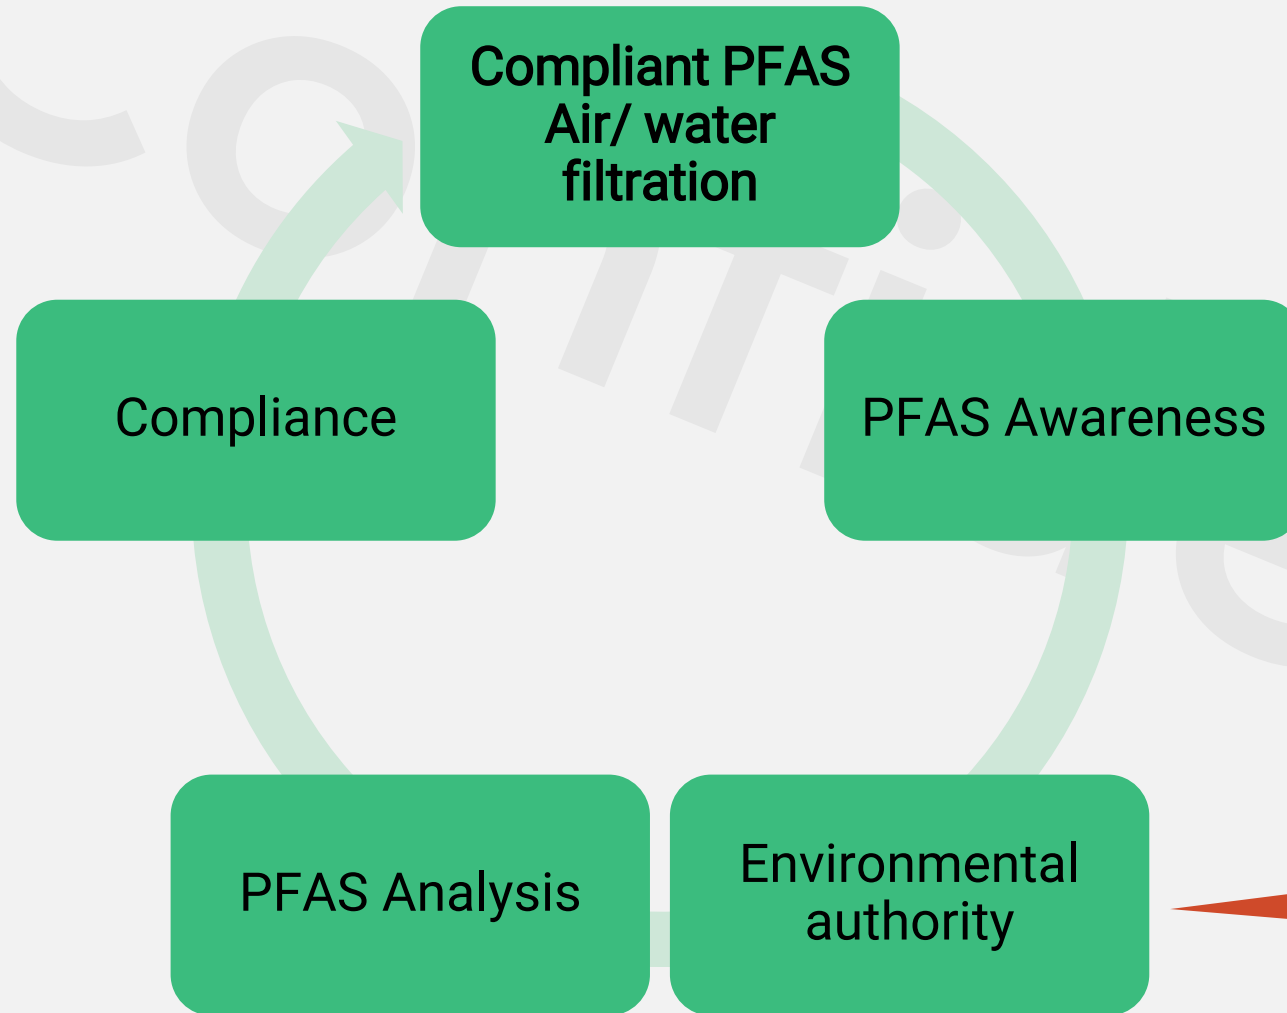 Compliant PFAS
Air/ water
filtration
Compliance
PFAS Awareness
PFAS Analysis
Environmental
authority